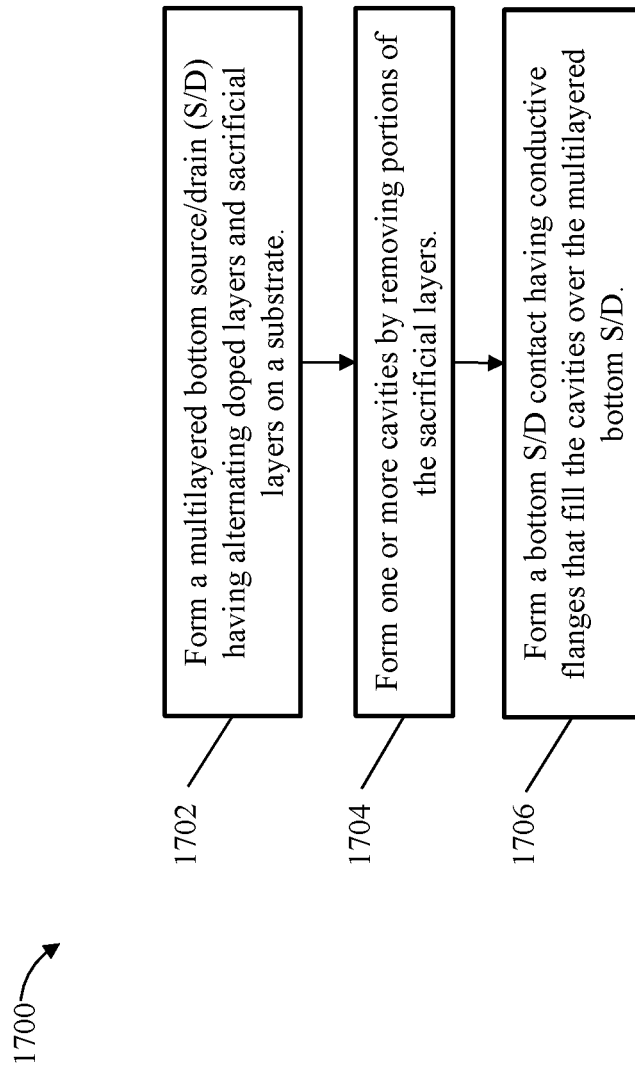 1700
1702
Form a multilayered bottom source/drain (S/D)
having alternating doped layers and sacrificial
layers on a substrate.
1704
Form one or more cavities by removing portions of
the sacrificial layers.
1706
Form a bottom S/D contact having conductive
flanges that fill the cavities over the multilayered
bottom S/D.